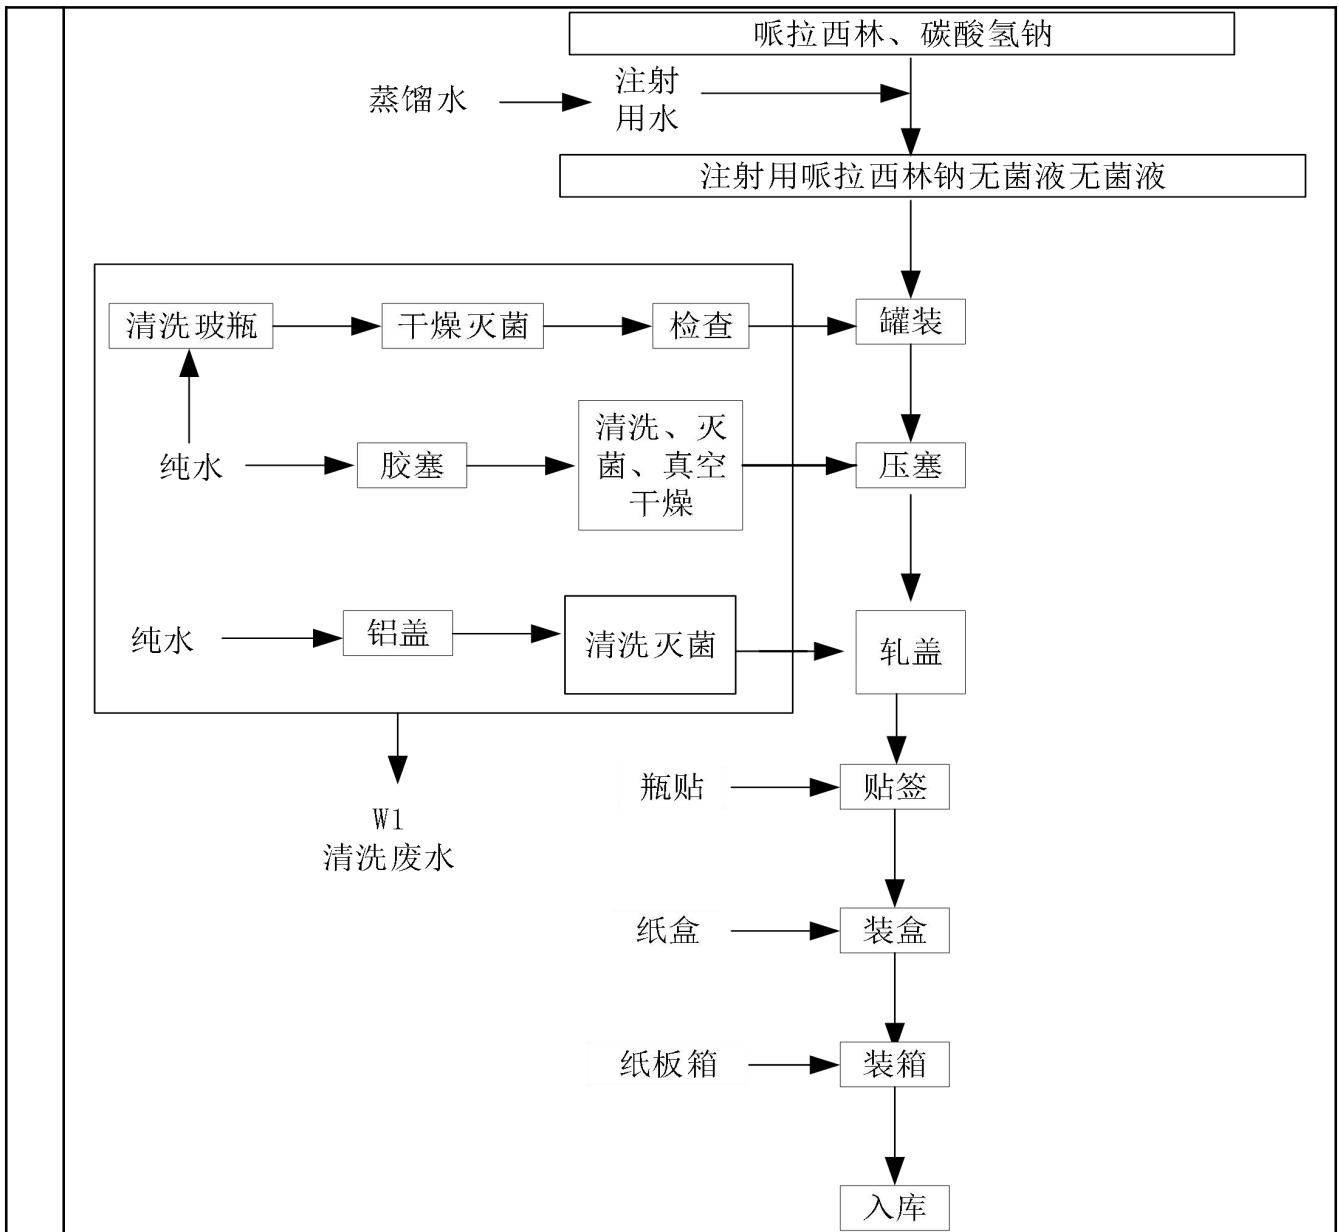 哌拉西林、碳酸氢钠
蒸馏水
注射
用水
注射用哌拉西林钠无菌液无菌液
清洗玻瓶
干燥灭菌
检查
罐装
纯水
胶塞
清洗、灭
菌、真空
干燥
压塞
纯水
铝盖
清洗灭菌
轧盖
瓶贴
贴签
W1
清洗废水
纸盒
装盒
纸板箱
装箱
入库